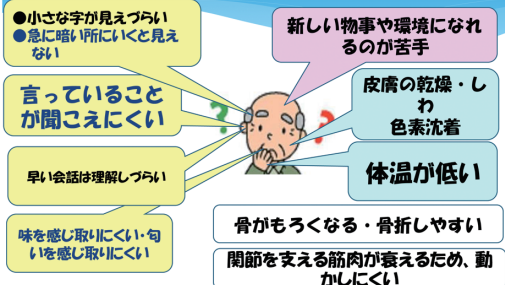 ●小さな字が見えづらい
●急に暗い所にいくと見え
ない
新しい物事や環境になれ
るのが苦手
言っていること
が聞こえにくい
皮膚の乾燥・し
わ
色素沈着
?
?
早い会話は理解しづらい
体温が低い
味を感じ取りにくい・匂
いを感じ取りにくい
骨がもろくなる・骨折しやすい
関節を支える筋肉が衰えるため、動
かしにくい